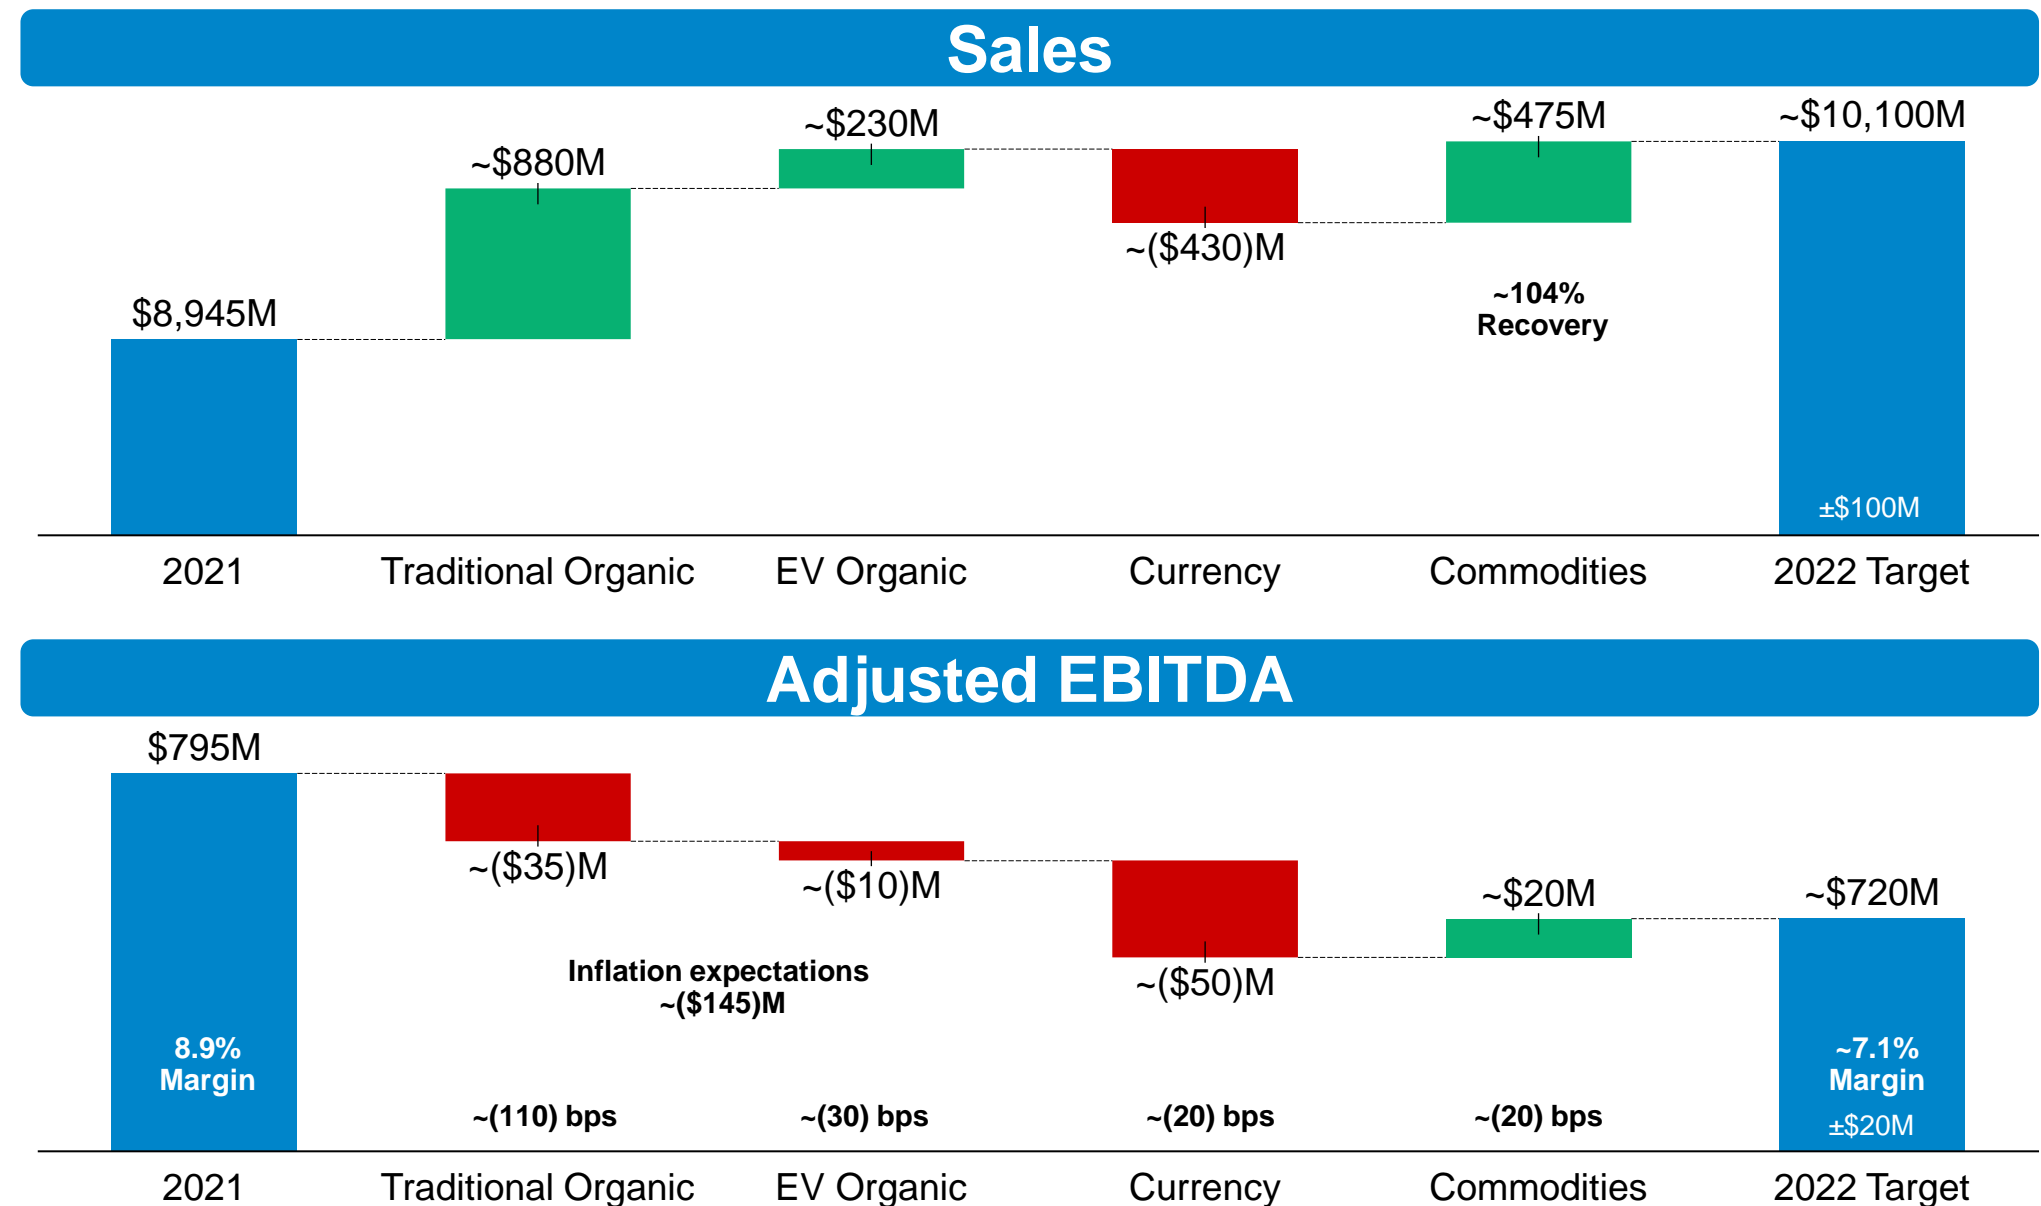 Sales
~$880M
~$230M
~$475M
~$10,100M
$8,945M
~($430)M
~104%
Recovery
±$100M
2021
Traditional Organic
EV Organic
Currency
Commodities
2022 Target
Adjusted EBITDA
$795M
~($35)M
~($10)M
~($50)M
~$20M
~$720M
Inflation expectations
~($145)M
8.9%
Margin
~7.1%
Margin
~(110) bps
~(30) bps
~(20) bps
~(20) bps
±$20M
2021
Traditional Organic
EV Organic
Currency
Commodities
2022 Target